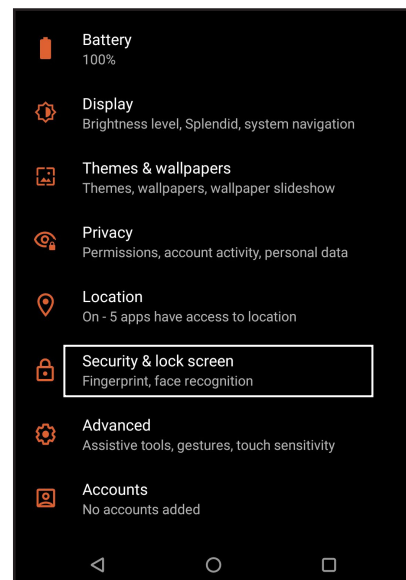 Battery
100%
Display
Brightness level, Splendid, system navigation
Themes & wallpapers
Themes, wallpapers, wallpaper slideshow
Privacy
Permissions, account activity, personal data
Location
On - 5 apps have access to location
Security & lock screen
Fingerprint, face recognition
Advanced
Assistive tools, gestures, touch sensitivity
Accounts
No accounts added